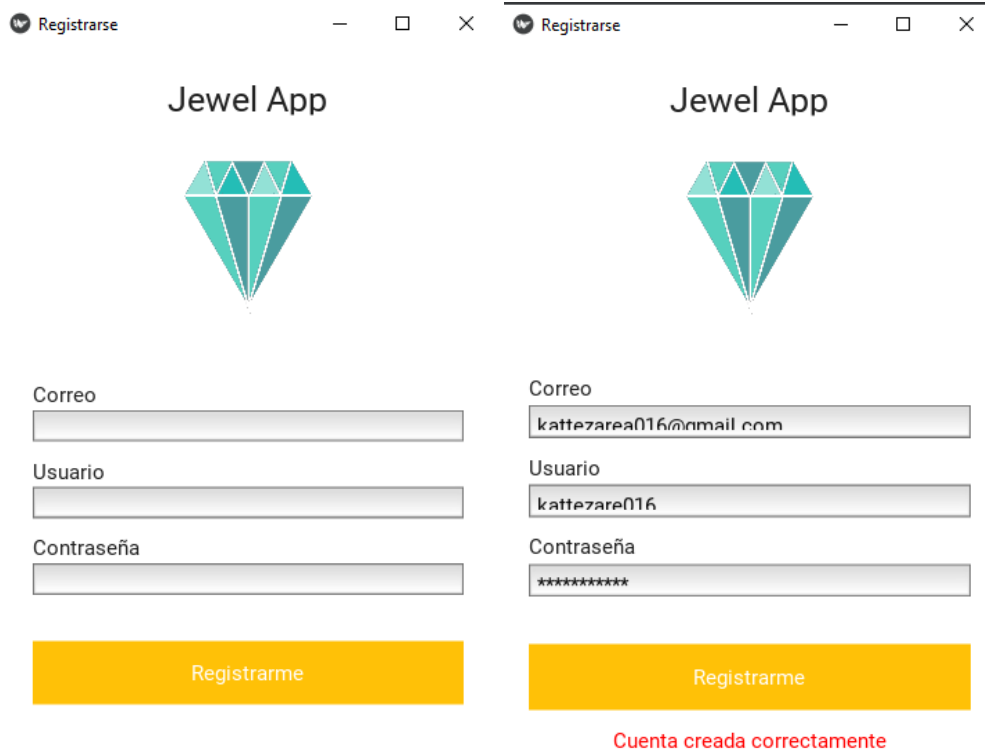 Registrarse
Jewel App
Correo
Usuario
Contraseña
Registrarme
Registrarse
Jewel App
Correo
kattezarea016@gmail.com
Usuario
kattezare016
Contraseña
***********
Registrarme
Cuenta creada correctamente